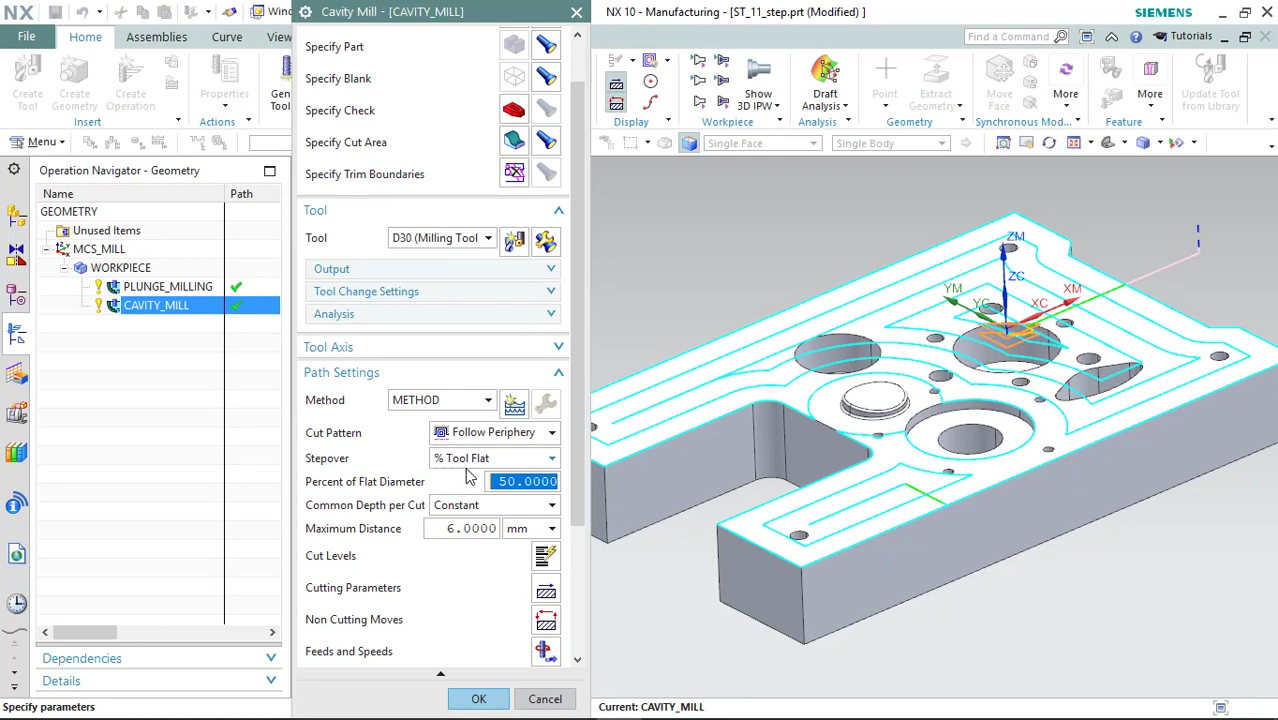 NX
Wind
Cavity Mill - [CAVITY_MILL]
NX 10 - Manufacturing - [ST_11_step.prt (Modified) ]
SIEMENS
File
Home
Assemblies
Curve
View
Find a Command
Tutorials
Create Tool
Create Geometry
Create Operation
Properties
Gen
Tool
Insert
Actions
Show 3D IPW
Draft Analysis
Point
Extract Geometry
Move Face
More
More
Update Tool from Library
Display
Workpiece
Analysis
Geometry
Synchronous Mod...
Feature
Menu
Single Face
Single Body
Operation Navigator - Geometry
Name
Path
GEOMETRY
Unused Items
MCS_MILL
WORKPIECE
PLUNGE_MILLING
CAVITY_MILL
Dependencies
Details
Specify parameters
Specify Part
Specify Blank
Specify Check
Specify Cut Area
Specify Trim Boundaries
Tool
Tool
D30 (Milling Tool
Output
Tool Change Settings
Analysis
Tool Axis
Path Settings
Method
METHOD
Cut Pattern
Follow Periphery
Stepover
% Tool Flat
Percent of Flat Diameter
50.0000
Common Depth per Cut
Constant
Maximum Distance
6.0000
mm
Cut Levels
Cutting Parameters
Non Cutting Moves
Feeds and Speeds
OK
Cancel
ZM
ZC
YM
YC
XC
XM
Current: CAVITY_MILL